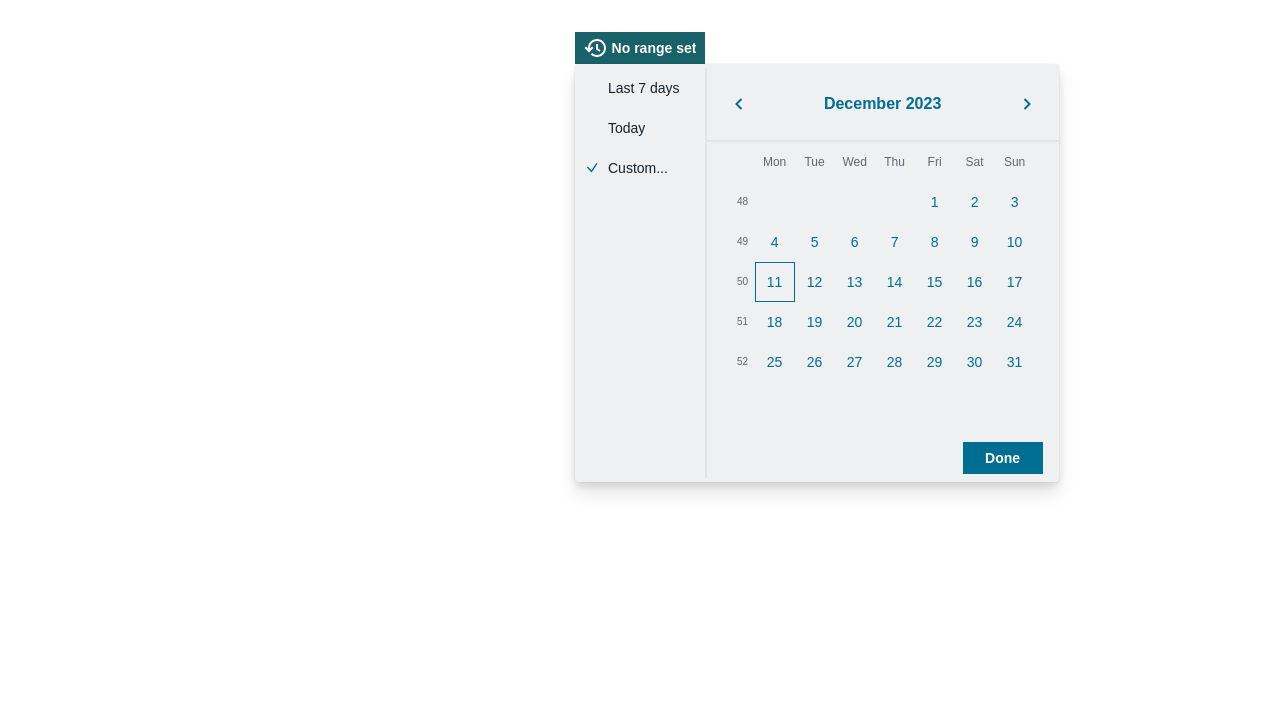 No range set
Last 7 days
Today
Custom...
December 2023
Mon Tue Wed Thu Fri Sat Sun
48 1 2 3
49 4 5 6 7 8 9 10
50 11 12 13 14 15 16 17
51 18 19 20 21 22 23 24
52 25 26 27 28 29 30 31
Done